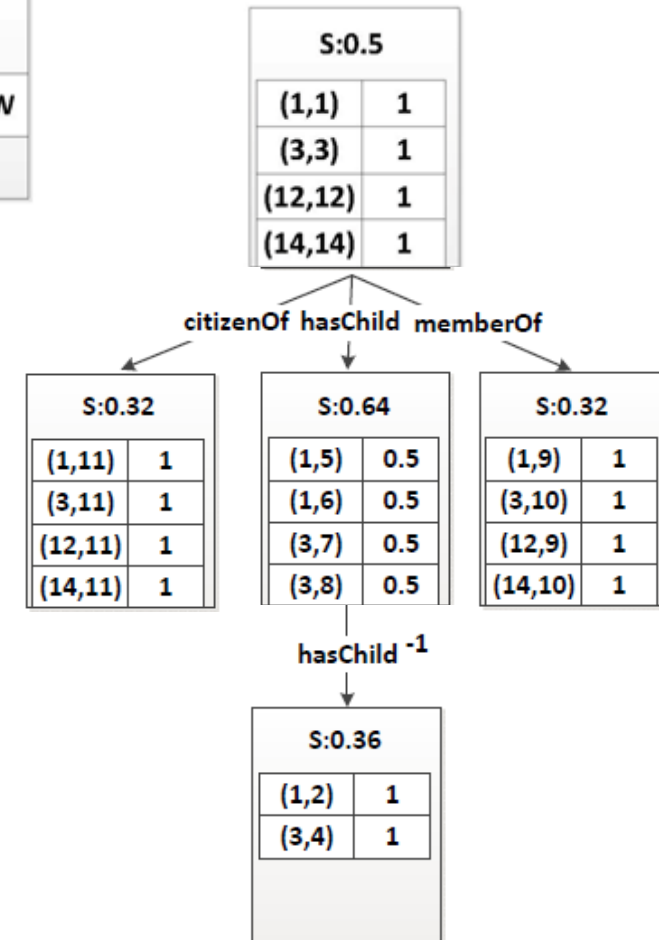 S:0.5
(1,1) 1
(3,3) 1
(12,12) 1
(14,14) 1
citizenOf hasChild memberOf
S:0.32
(1,11) 1
(3,11) 1
(12,11) 1
(14,11) 1
S:0.64
(1,5) 0.5
(1,6) 0.5
(3,7) 0.5
(3,8) 0.5
S:0.32
(1,9) 1
(3,10) 1
(12,9) 1
(14,10) 1
hasChild -1
S:0.36
(1,2) 1
(3,4) 1